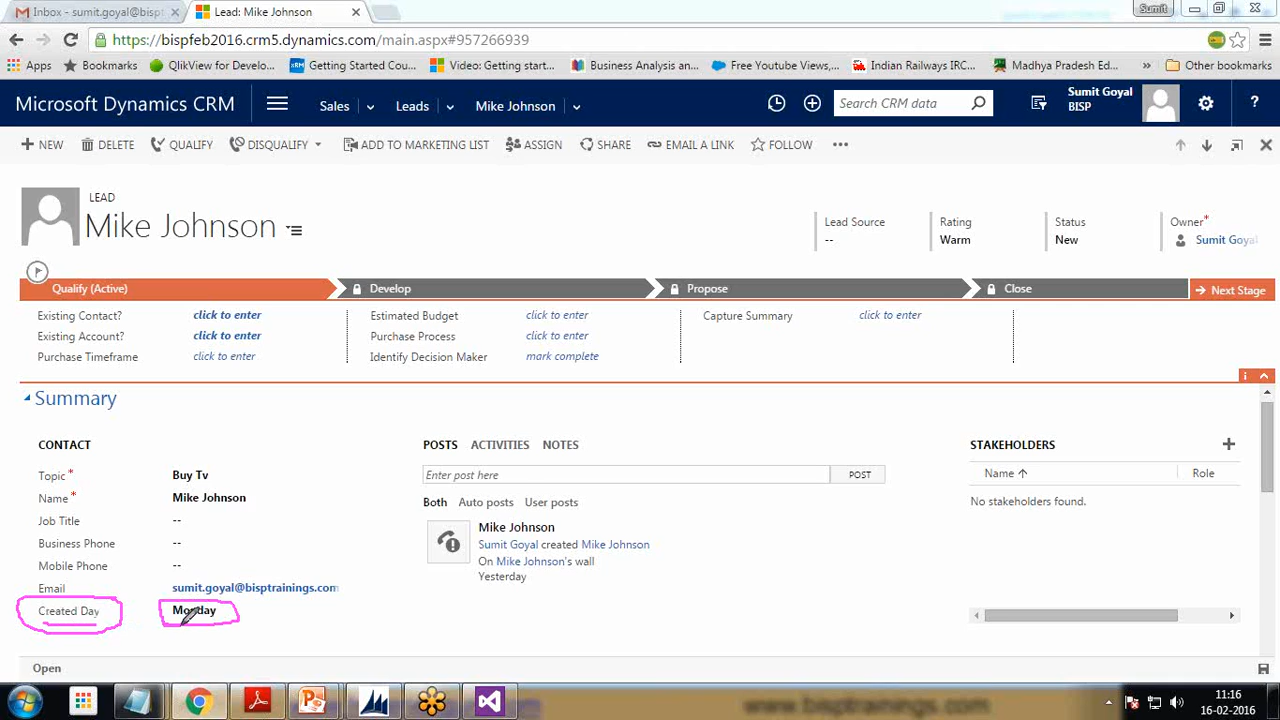 Inbox - sumit.goyal@bisp
Lead: Mike Johnson
Sumit
https://bispfeb2016.crm5.dynamics.com/main.aspx#957266939
Apps
Bookmarks
QlikView for Develo...
xRM
Getting Started Cou...
Video: Getting start...
Business Analysis an...
Free Youtube Views,...
Indian Railways IRC...
Madhya Pradesh Ed...
»
Other bookmarks
Microsoft Dynamics CRM
Sales
Leads
Mike Johnson
Search CRM data
Sumit Goyal
BISP
?
NEW
DELETE
QUALIFY
DISQUALIFY
ADD TO MARKETING LIST
ASSIGN
SHARE
EMAIL A LINK
FOLLOW
LEAD
Mike Johnson
Lead Source
--
Rating
Warm
Status
New
Owner*
Sumit Goya
Qualify (Active)
Develop
Propose
Close
Next Stage
Existing Contact? click to enter
Existing Account? click to enter
Purchase Timeframe click to enter
Estimated Budget click to enter
Purchase Process click to enter
Identify Decision Maker mark complete
Capture Summary click to enter
i
Summary
CONTACT
Topic* Buy Tv
Name* Mike Johnson
Job Title --
Business Phone --
Mobile Phone --
Email sumit.goyal@bisptrainings.com
Created Day Monday
POSTS ACTIVITIES NOTES
Enter post here
POST
Both Auto posts User posts
Mike Johnson
Sumit Goyal created Mike Johnson
On Mike Johnson's wall
Yesterday
STAKEHOLDERS
Name Role
No stakeholders found.
Open
www.bisptrainings.com
11:16
16-02-2016